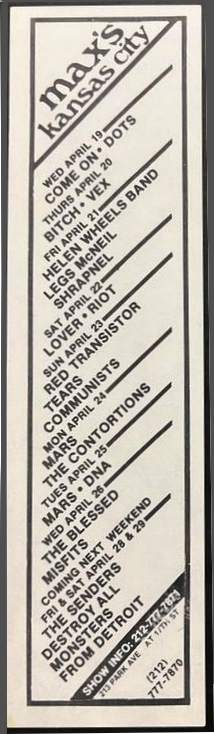 max's
kansas city
WED APRIL 19
COME ON • DOTS
THURS APRIL 20
BITCH • VEX
FRI APRIL 21
HELEN WHEELS BAND
LEGS McNEIL
SHRAPNEL
SAT APRIL 22
LOVER • RIOT
SUN APRIL 23
RED TRANSISTOR
TEARS
COMMUNISTS
MON APRIL 24
MARS
THE CONTORTIONS
TUES APRIL 25
MARS • DNA
WED APRIL 26
THE BLESSED
MISFITS
COMING NEXT WEEKEND
FRI & SAT APRIL 28 & 29
THE SENDERS
DESTROY ALL
MONSTERS
FROM DETROIT
SHOW INFO: 212-777-7878
213 PARK AVE AT 17TH ST
(212)
777-7870